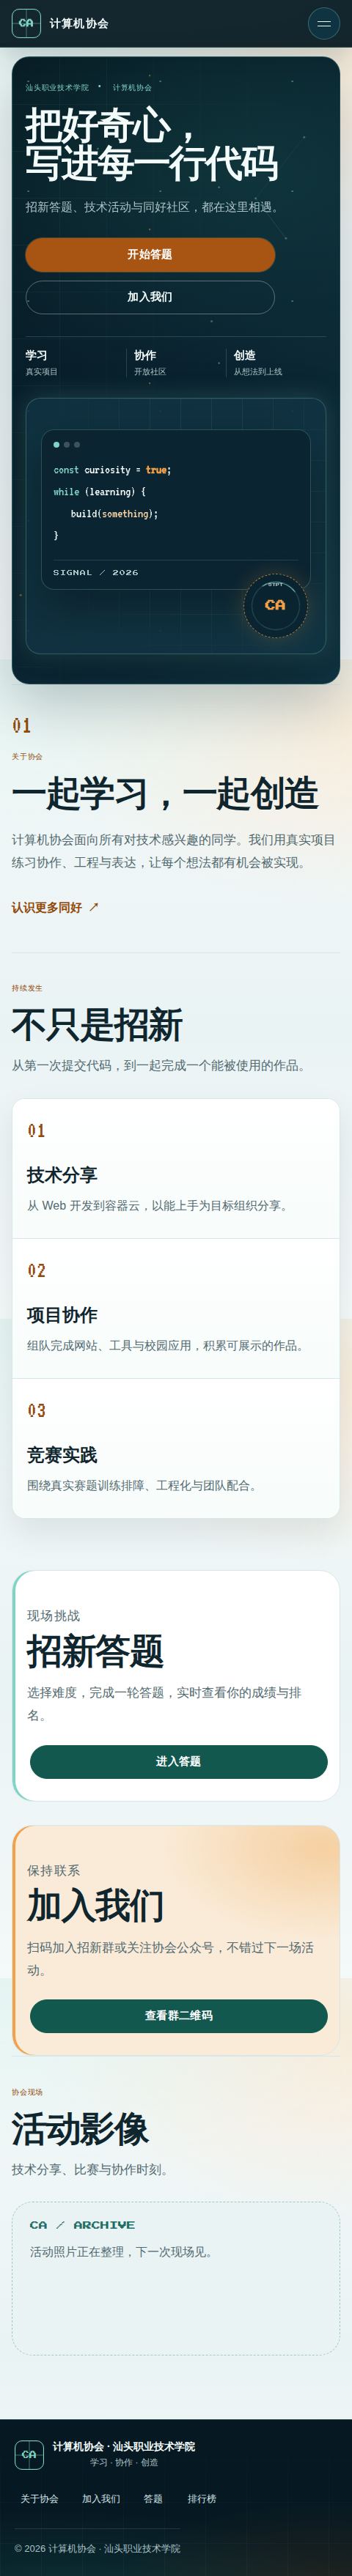 CA 计算机协会
汕头职业技术学院 • 计算机协会
把好奇心，
写进每一行代码
招新答题、技术活动与同好社区，都在这里相遇。
开始答题
加入我们
学习 协作 创造
真实项目 开放社区 从想法到上线
const curiosity = true;
while (learning) {
build(something);
}
SIGNAL / 2026
CA
01
关于协会
一起学习，一起创造
计算机协会面向所有对技术感兴趣的同学。我们用真实项目
练习协作、工程与表达，让每个想法都有机会被实现。
认识更多同好 ↗
持续发生
不只是招新
从第一次提交代码，到一起完成一个能被使用的作品。
01
技术分享
从 Web 开发到容器云，以能上手为目标组织分享。
02
项目协作
组队完成网站、工具与校园应用，积累可展示的作品。
03
竞赛实践
围绕真实赛题训练排障、工程化与团队配合。
现场挑战
招新答题
选择难度，完成一轮答题，实时查看你的成绩与排
名。
进入答题
保持联系
加入我们
扫码加入招新群或关注协会公众号，不错过下一场活
动。
查看群二维码
协会现场
活动影像
技术分享、比赛与协作时刻。
CA / ARCHIVE
活动照片正在整理，下一次现场见。
CA 计算机协会 · 汕头职业技术学院
学习 · 协作 · 创造
关于协会 加入我们 答题 排行榜
© 2026 计算机协会 · 汕头职业技术学院